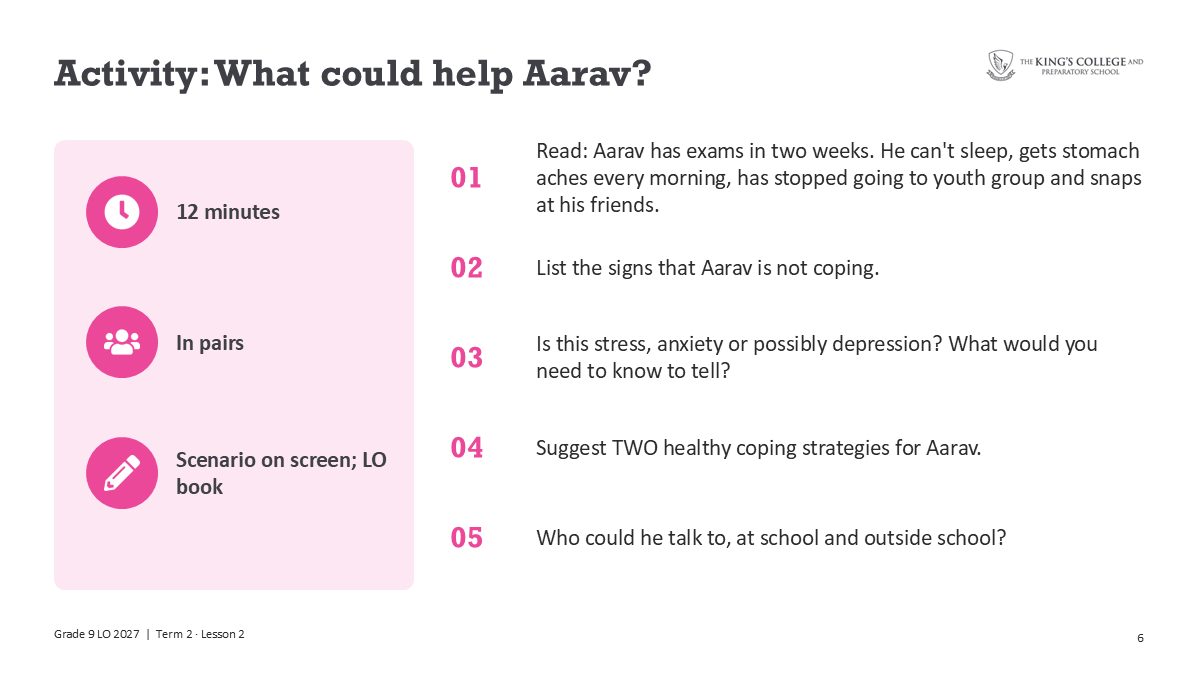 Activity: What could help Aarav?
THE KING'S COLLEGE AND
PREPARATORY SCHOOL
12 minutes
In pairs
Scenario on screen; LO
book
01
Read: Aarav has exams in two weeks. He can't sleep, gets stomach
aches every morning, has stopped going to youth group and snaps
at his friends.
02
List the signs that Aarav is not coping.
03
Is this stress, anxiety or possibly depression? What would you
need to know to tell?
04
Suggest TWO healthy coping strategies for Aarav.
05
Who could he talk to, at school and outside school?
Grade 9 LO 2027 | Term 2 · Lesson 2
6